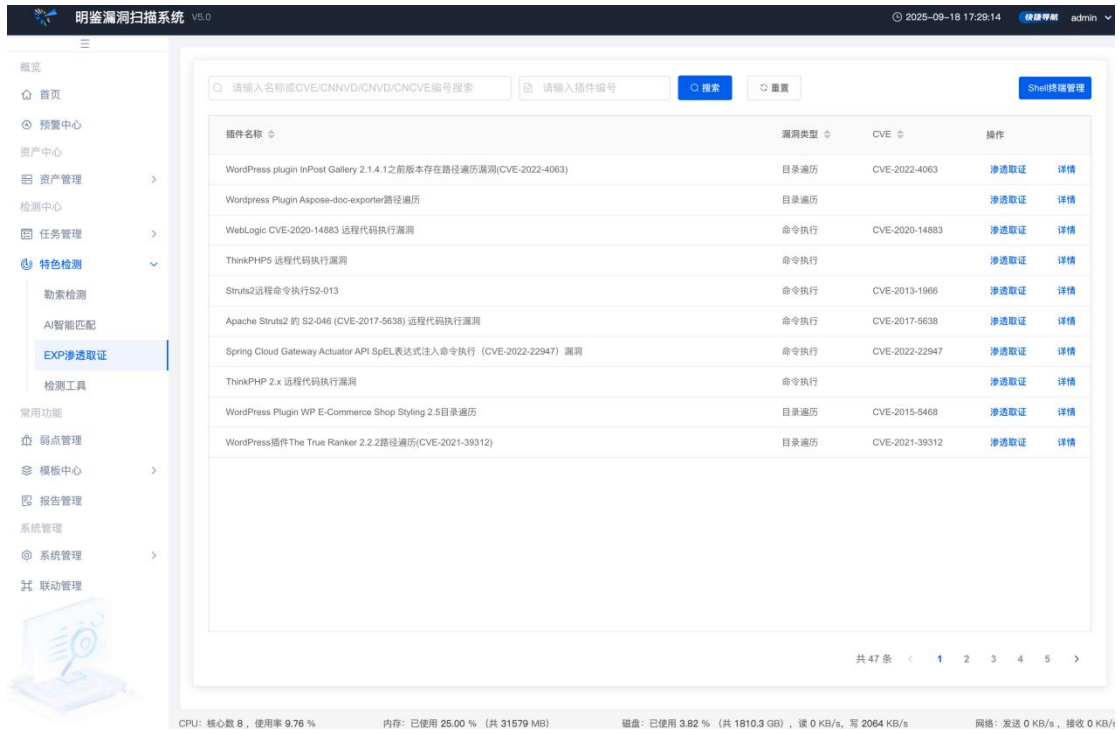 明鉴漏洞扫描系统 V5.0
2025-09-18 17:29:14 快捷导航 admin
概览
首页
预警中心
资产中心
资产管理
检测中心
任务管理
特色检测
勒索检测
AI智能匹配
EXP渗透取证
检测工具
常用功能
弱点管理
模板中心
报告管理
系统管理
系统管理
联动管理
请输入名称或CVE/CNNVD/CNVD/CNCVE编号搜索 请输入插件编号 搜索 重置 Shell终端管理
插件名称 漏洞类型 CVE 操作
WordPress plugin InPost Gallery 2.1.4.1之前版本存在路径遍历漏洞(CVE-2022-4063) 目录遍历 CVE-2022-4063 渗透取证 详情
Wordpress Plugin Aspose-doc-exporter路径遍历 目录遍历 渗透取证 详情
WebLogic CVE-2020-14883 远程代码执行漏洞 命令执行 CVE-2020-14883 渗透取证 详情
ThinkPHP5 远程代码执行漏洞 命令执行 渗透取证 详情
Struts2远程命令执行S2-013 命令执行 CVE-2013-1966 渗透取证 详情
Apache Struts2 的 S2-046 (CVE-2017-5638) 远程代码执行漏洞 命令执行 CVE-2017-5638 渗透取证 详情
Spring Cloud Gateway Actuator API SpEL表达式注入命令执行（CVE-2022-22947）漏洞 命令执行 CVE-2022-22947 渗透取证 详情
ThinkPHP 2.x 远程代码执行漏洞 命令执行 渗透取证 详情
WordPress Plugin WP E-Commerce Shop Styling 2.5目录遍历 目录遍历 CVE-2015-5468 渗透取证 详情
WordPress插件The True Ranker 2.2.2路径遍历(CVE-2021-39312) 目录遍历 CVE-2021-39312 渗透取证 详情
共 47 条 1 2 3 4 5
CPU：核心数 8 ，使用率 9.76 % 内存：已使用 25.00 % （共 31579 MB） 磁盘：已使用 3.82 % （共 1810.3 GB），读 0 KB/s，写 2064 KB/s 网络：发送 0 KB/s ，接收 0 KB/s